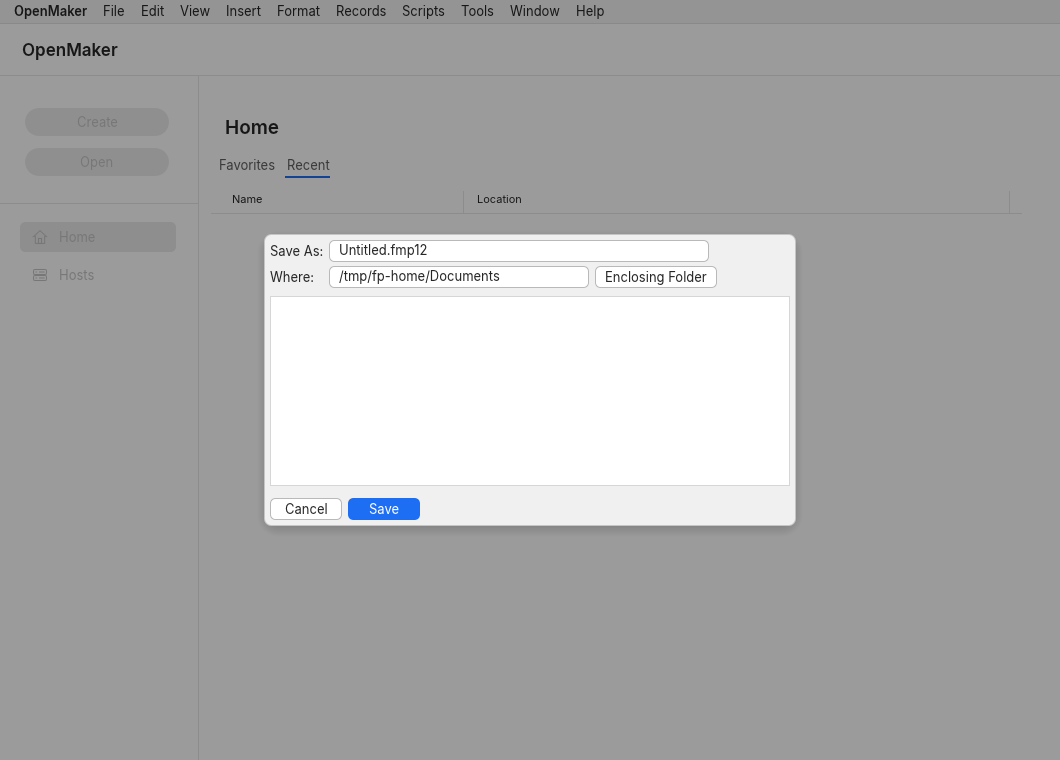 OpenMaker File Edit View Insert Format Records Scripts Tools Window Help
OpenMaker
Create
Open
Home
Hosts
Home
Favorites Recent
Name Location
Save As: Untitled.fmp12
Where: /tmp/fp-home/Documents Enclosing Folder
Cancel Save